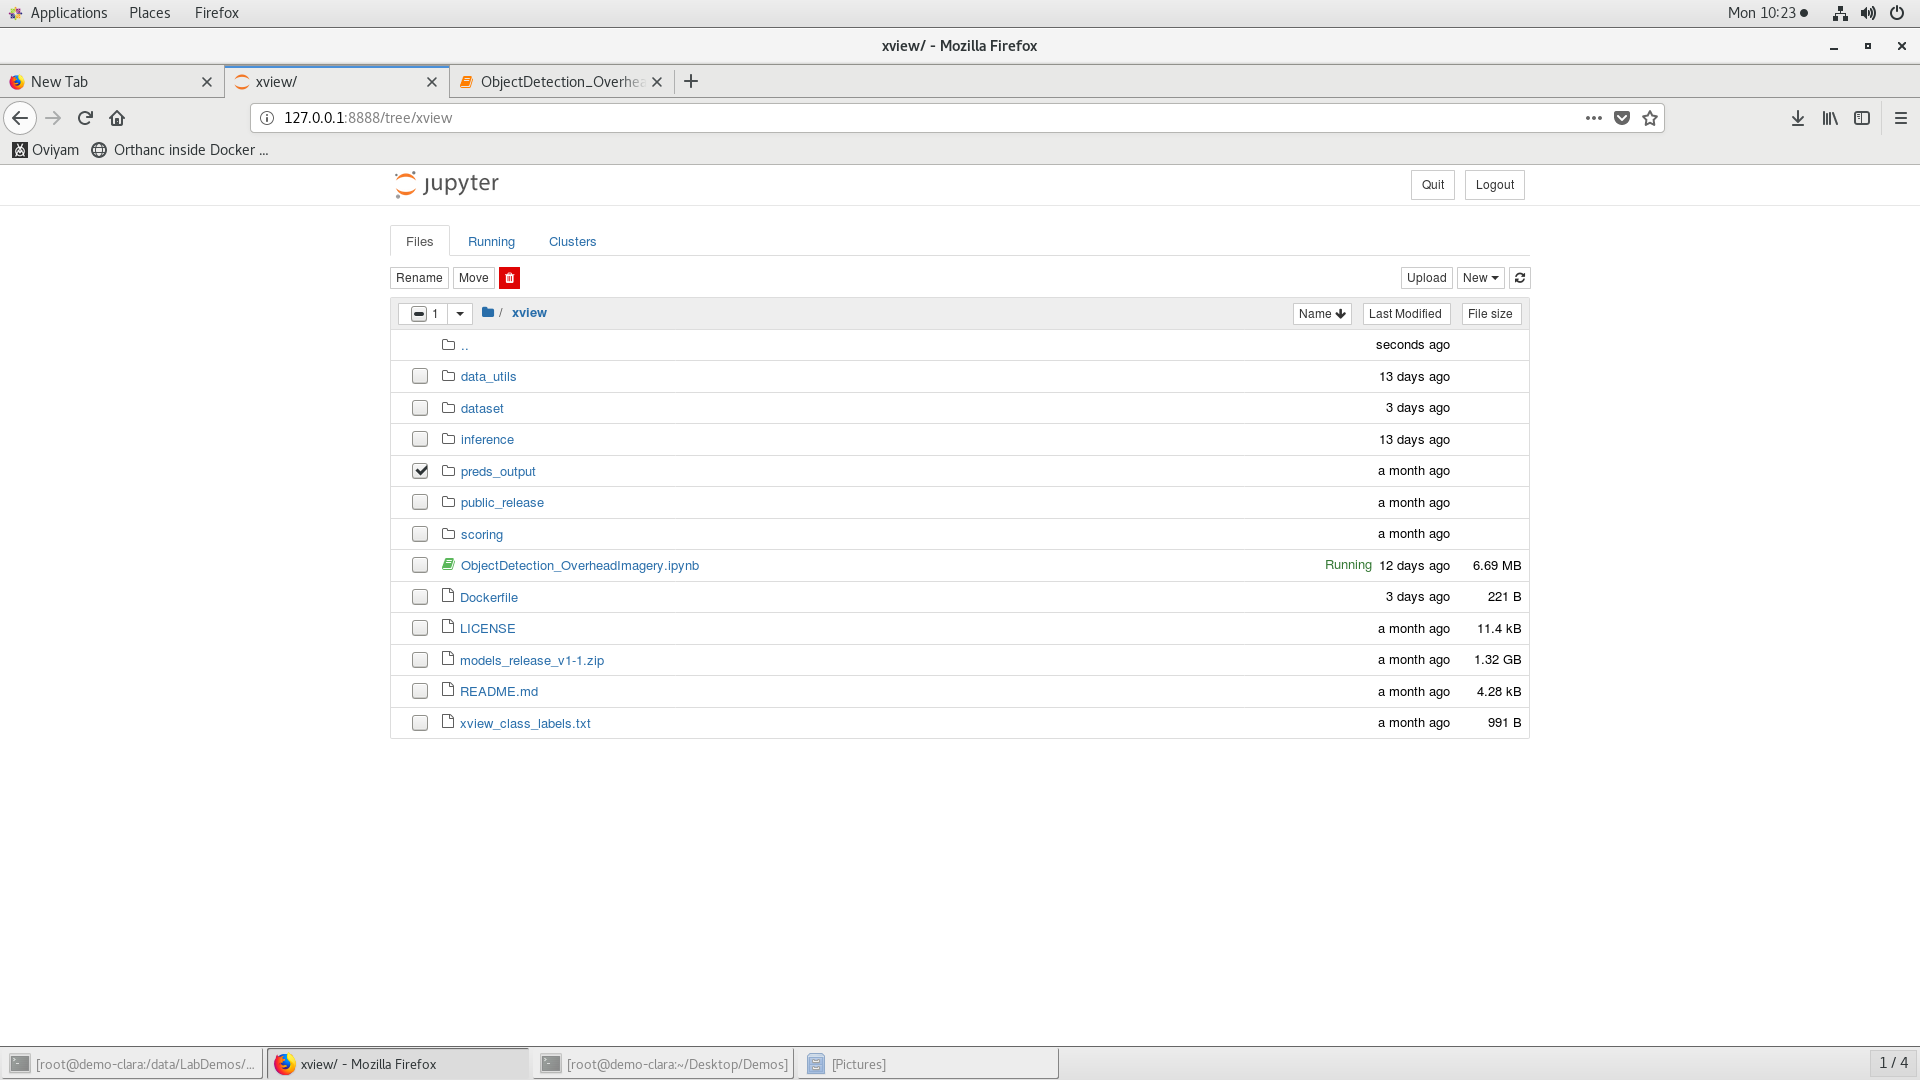 Applications Places Firefox Mon 10:23
xview/ - Mozilla Firefox
New Tab xview/ ObjectDetection_Overhea
127.0.0.1:8888/tree/xview
Oviyam Orthanc inside Docker ...
jupyter Quit Logout
Files Running Clusters
Rename Move Upload New
1 / xview Name Last Modified File size
.. seconds ago
data_utils 13 days ago
dataset 3 days ago
inference 13 days ago
preds_output a month ago
public_release a month ago
scoring a month ago
ObjectDetection_OverheadImagery.ipynb Running 12 days ago 6.69 MB
Dockerfile 3 days ago 221 B
LICENSE a month ago 11.4 kB
models_release_v1-1.zip a month ago 1.32 GB
README.md a month ago 4.28 kB
xview_class_labels.txt a month ago 991 B
[root@demo-clara:/data/LabDemos/... xview/ - Mozilla Firefox [root@demo-clara:~/Desktop/Demos] [Pictures] 1 / 4